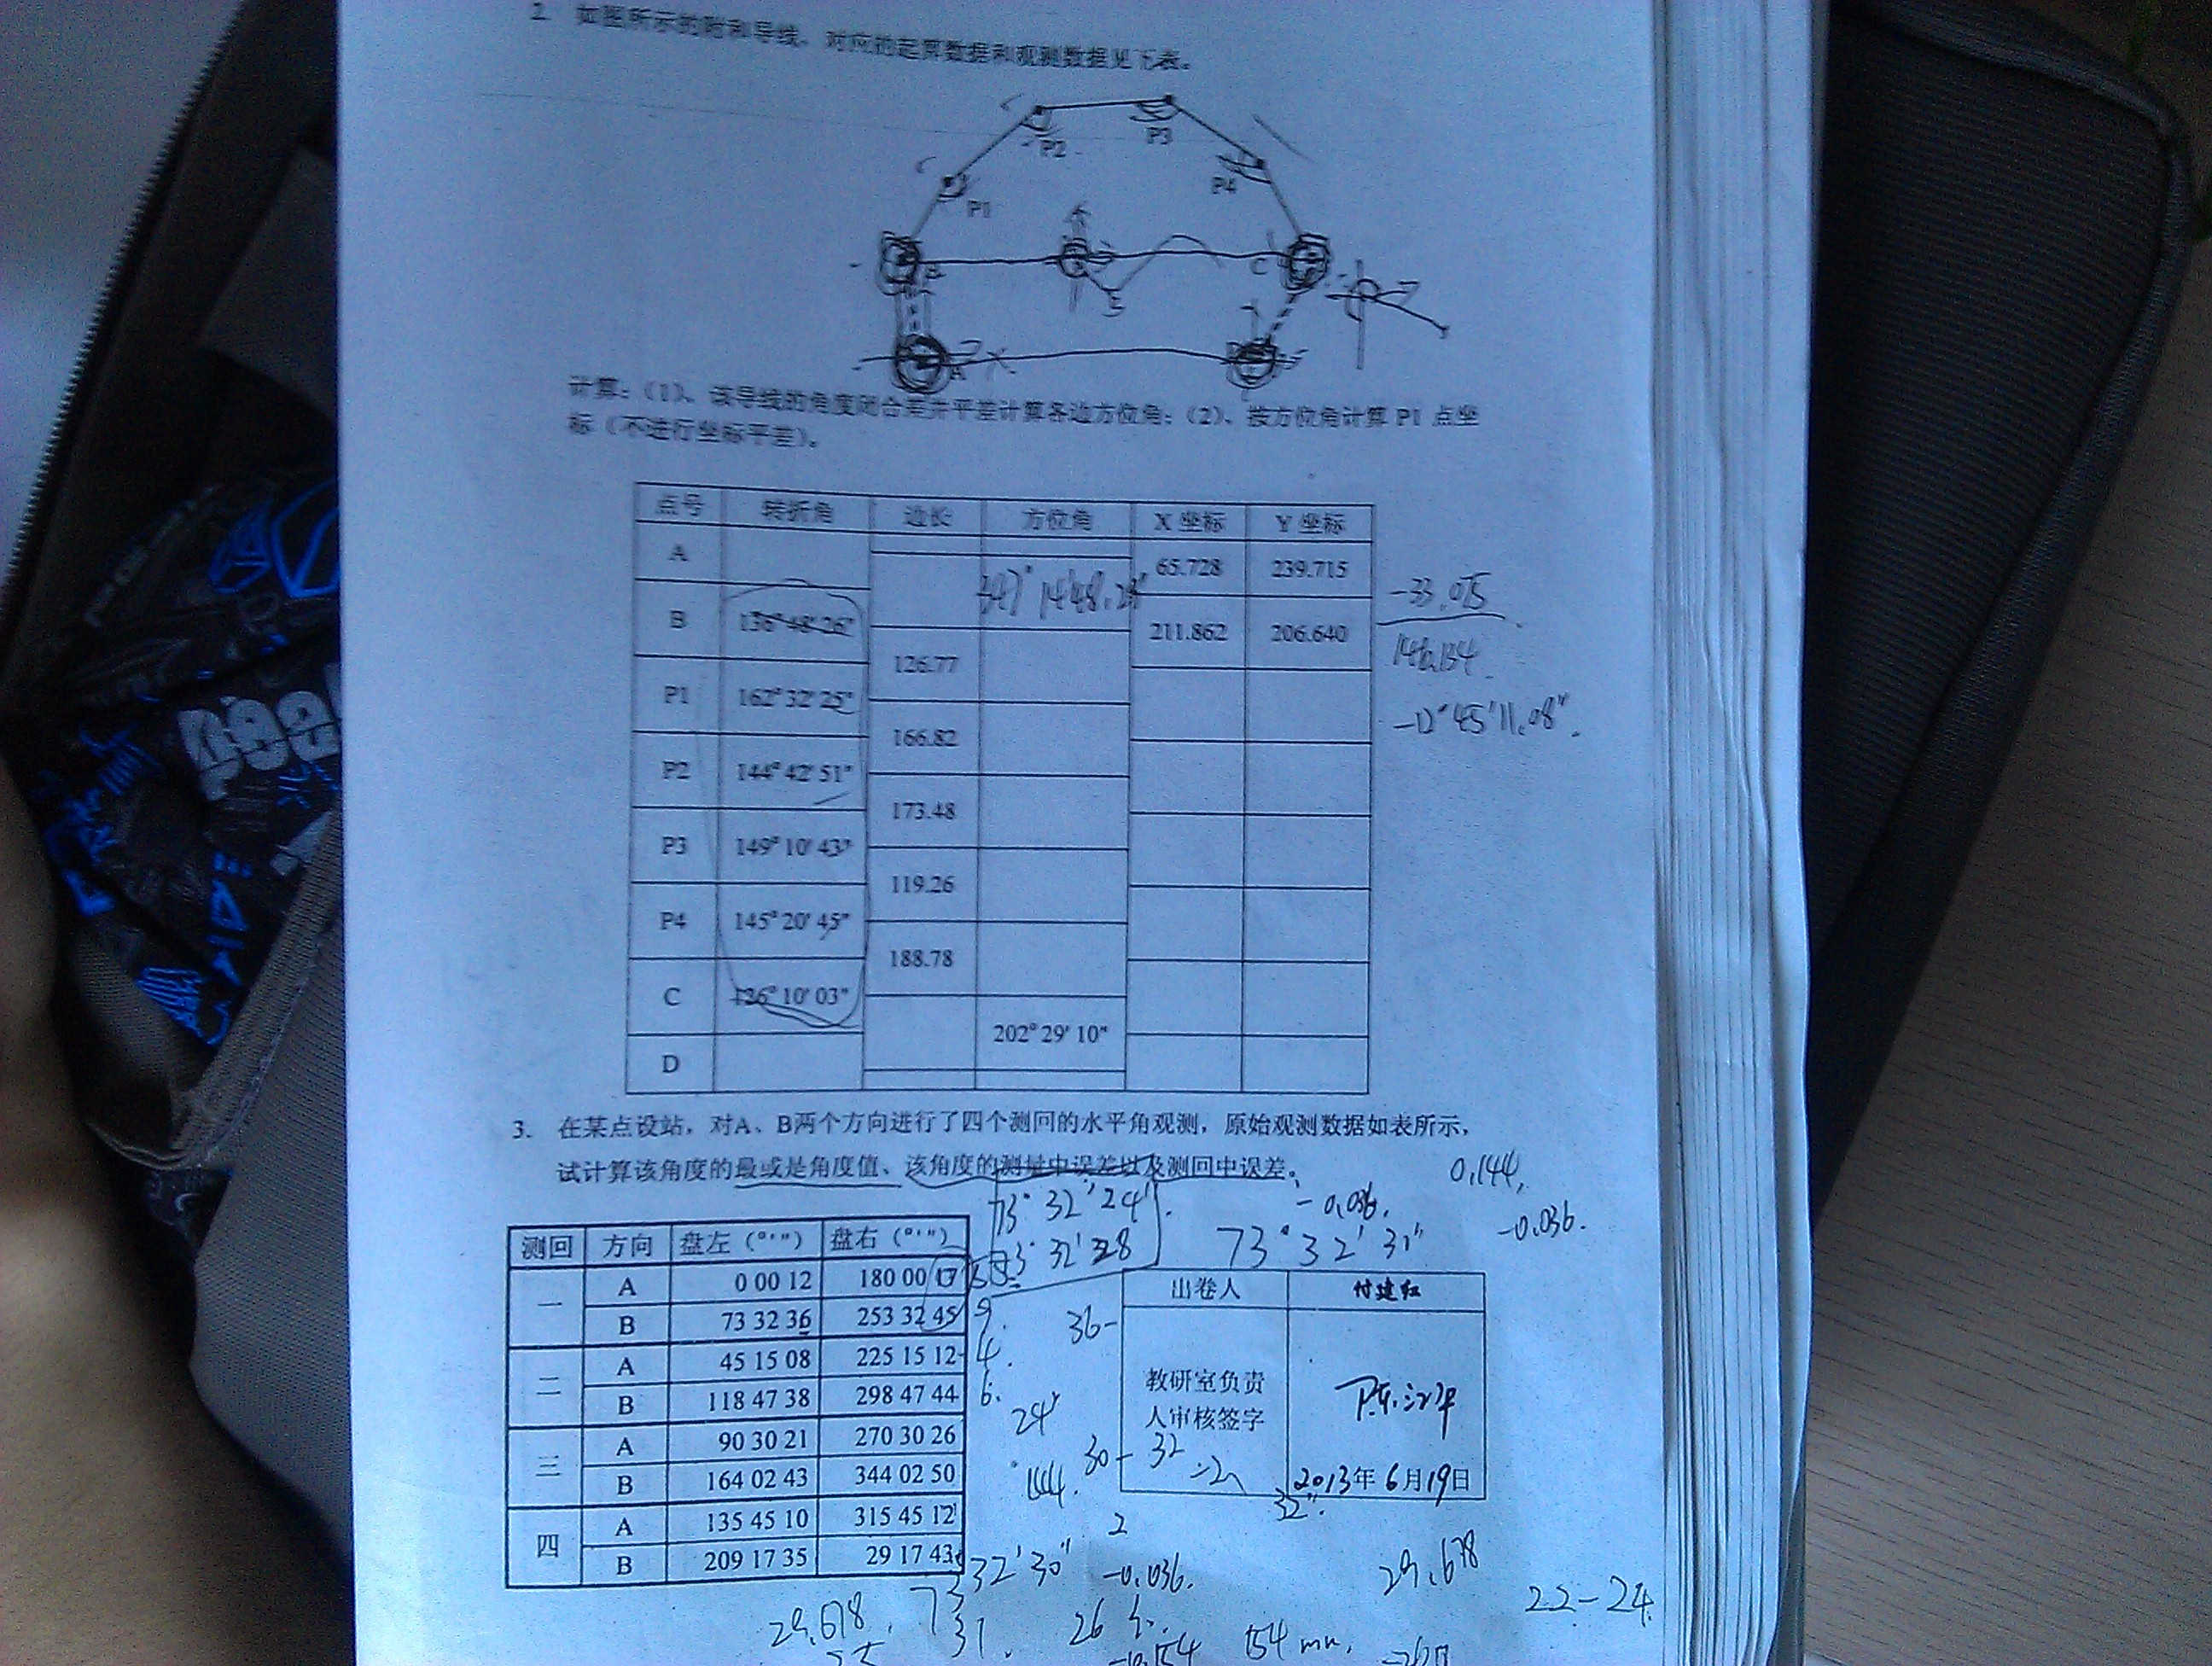 2. 如图所示的附和导线，对应的起算数据和观测数据见下表。
P1
P2
P3
P4
B
C
A
计算:（1）、该导线的角度闭合差并平差计算各边方位角;（2）、按方位角计算 P1 点坐
标（不进行坐标平差）。
点号 转折角 边长 方位角 X 坐标 Y 坐标
A 65.728 239.715
347°14'48.2
B 136°48'26" 211.862 206.640
-33.075
146.134
126.77
P1 162°32'25"
-12°45'11.08".
166.82
P2 144°42'51"
173.48
P3 149°10'43"
119.26
P4 145°20'45"
188.78
C 126°10'03"
202°29'10"
D
3. 在某点设站，对A、B两个方向进行了四个测回的水平角观测，原始观测数据如表所示，
试计算该角度的最或是角度值、该角度的测量中误差以及测回中误差。
0.144,
-0.036.
73°32'24"
-0.036.
73°32'28
73°32'31"
测回 方向 盘左（°′″） 盘右（°′″）
一 A 0 00 12 180 00 17
B 73 32 36 253 32 45
二 A 45 15 08 225 15 12
B 118 47 38 298 47 44
三 A 90 30 21 270 30 26
B 164 02 43 344 02 50
四 A 135 45 10 315 45 12
B 209 17 35 29 17 43
5
9.
4.
6.
24"
144.
36-
30-32
32".
出卷人 付建红
教研室负责
人审核签字
2013年6月19日
2
73 32'30"
-0.036.
29.678
22-24.
29.678.
31.
26
154 mm.